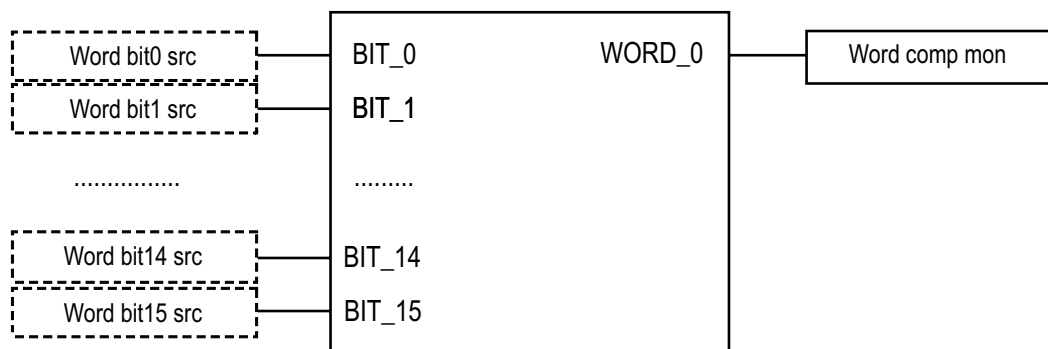 Word bit0 src BIT_0 WORD_0 Word comp mon
Word bit1 src BIT_1
................ .........
Word bit14 src BIT_14
Word bit15 src BIT_15